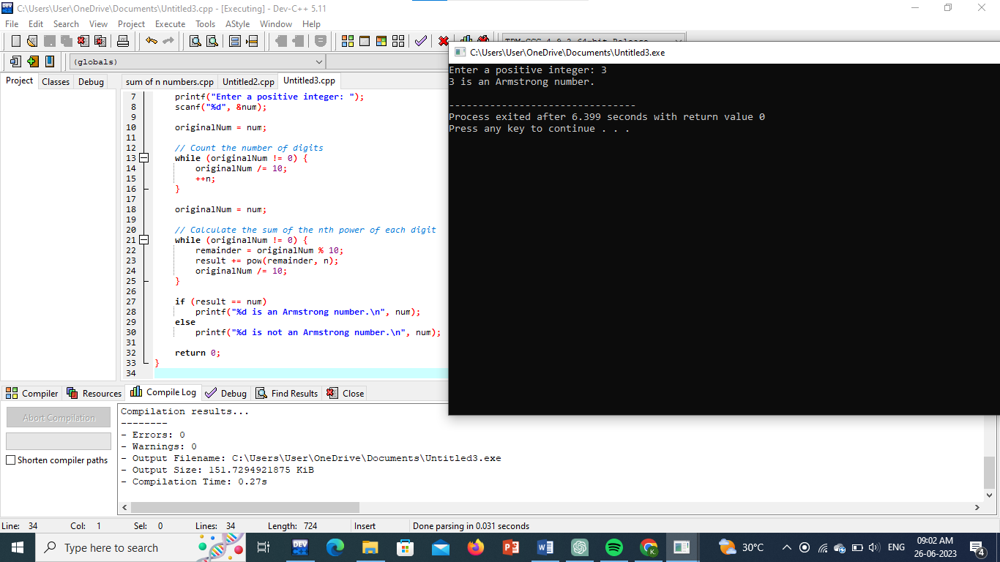 C:\Users\User\OneDrive\Documents\Untitled3.cpp - [Executing] - Dev-C++ 5.11
File Edit Search View Project Execute Tools AStyle Window Help
(globals)
Project Classes Debug
sum of n numbers.cpp Untitled2.cpp Untitled3.cpp
7 printf("Enter a positive integer: ");
8 scanf("%d", &num);
9
10 originalNum = num;
11
12 // Count the number of digits
13 while (originalNum != 0) {
14 originalNum /= 10;
15 ++n;
16 }
17
18 originalNum = num;
19
20 // Calculate the sum of the nth power of each digit
21 while (originalNum != 0) {
22 remainder = originalNum % 10;
23 result += pow(remainder, n);
24 originalNum /= 10;
25 }
26
27 if (result == num)
28 printf("%d is an Armstrong number.\n", num);
29 else
30 printf("%d is not an Armstrong number.\n", num);
31
32 return 0;
33 }
34
C:\Users\User\OneDrive\Documents\Untitled3.exe
Enter a positive integer: 3
3 is an Armstrong number.
--------------------------------
Process exited after 6.399 seconds with return value 0
Press any key to continue . . .
Compiler Resources Compile Log Debug Find Results Close
Abort Compilation
Shorten compiler paths
Compilation results...
--------
- Errors: 0
- Warnings: 0
- Output Filename: C:\Users\User\OneDrive\Documents\Untitled3.exe
- Output Size: 151.7294921875 KiB
- Compilation Time: 0.27s
Line: 34 Col: 1 Sel: 0 Lines: 34 Length: 724 Insert Done parsing in 0.031 seconds
Type here to search
30°C
ENG
09:02 AM
26-06-2023
4